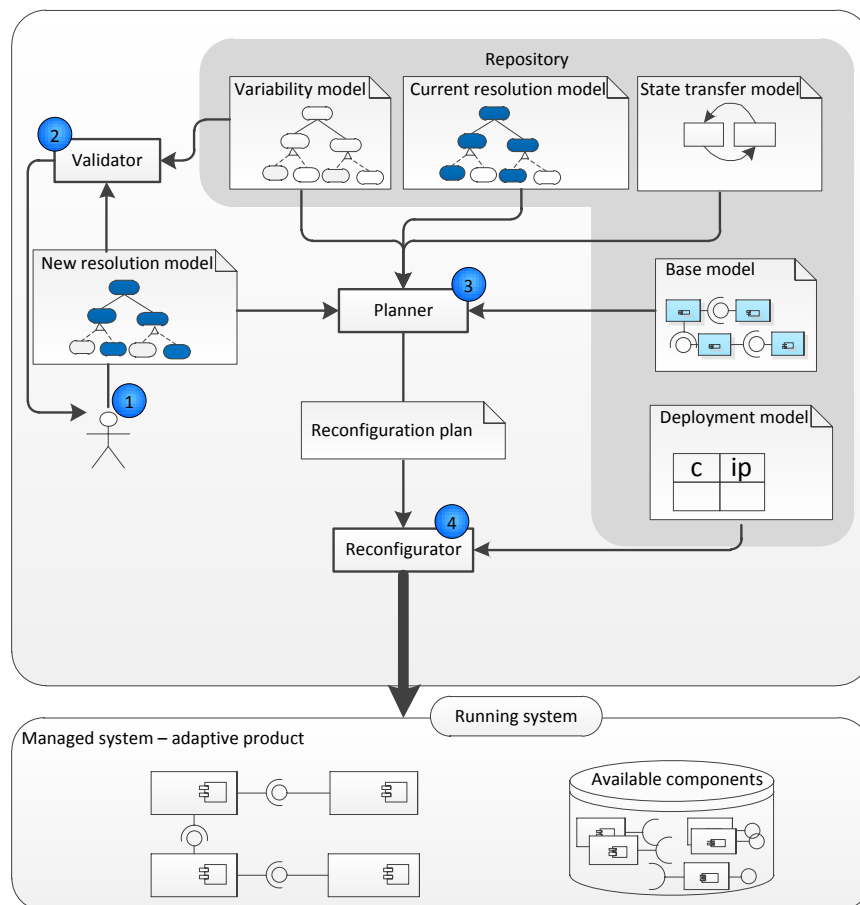 Repository
Variability model
Current resolution model
State transfer model
2
Validator
New resolution model
3
Planner
Base model
1
Reconfiguration plan
Deployment model
c ip
4
Reconfigurator
Running system
Managed system – adaptive product
Available components